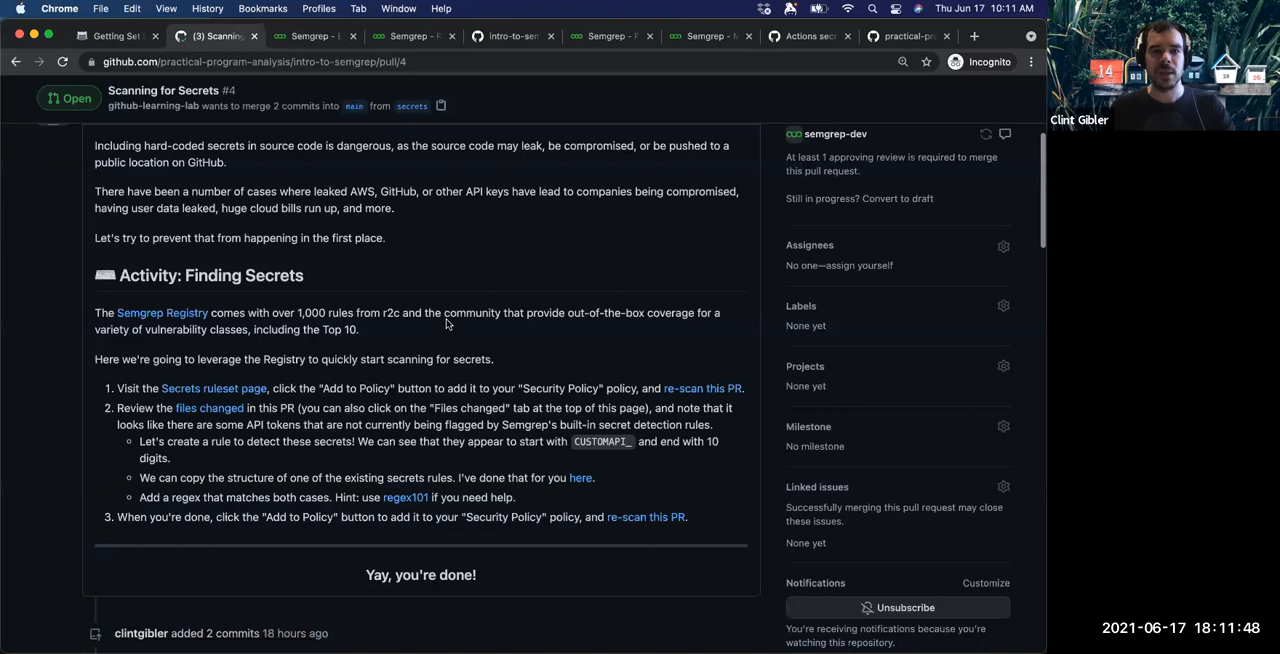 Chrome File Edit View History Bookmarks Profiles Tab Window Help Thu Jun 17 10:11 AM
Getting Set (3) Scannin Semgrep - E Semgrep - intro-to-sem Semgrep - Semgrep - Actions secr practical-pro
github.com/practical-program-analysis/intro-to-semgrep/pull/4 Incognito
Open
Scanning for Secrets #4
github-learning-lab wants to merge 2 commits into main from secrets
Including hard-coded secrets in source code is dangerous, as the source code may leak, be compromised, or be pushed to a
public location on GitHub.
There have been a number of cases where leaked AWS, GitHub, or other API keys have lead to companies being compromised,
having user data leaked, huge cloud bills run up, and more.
Let's try to prevent that from happening in the first place.
Activity: Finding Secrets
The Semgrep Registry comes with over 1,000 rules from r2c and the community that provide out-of-the-box coverage for a
variety of vulnerability classes, including the Top 10.
Here we're going to leverage the Registry to quickly start scanning for secrets.
1. Visit the Secrets ruleset page, click the "Add to Policy" button to add it to your "Security Policy" policy, and re-scan this PR.
2. Review the files changed in this PR (you can also click on the "Files changed" tab at the top of this page), and note that it
looks like there are some API tokens that are not currently being flagged by Semgrep's built-in secret detection rules.
Let's create a rule to detect these secrets! We can see that they appear to start with CUSTOMAPI_ and end with 10
digits.
We can copy the structure of one of the existing secrets rules. I've done that for you here.
Add a regex that matches both cases. Hint: use regex101 if you need help.
3. When you're done, click the "Add to Policy" button to add it to your "Security Policy" policy, and re-scan this PR.
Yay, you're done!
clintgibler added 2 commits 18 hours ago
semgrep-dev
At least 1 approving review is required to merge
this pull request.
Still in progress? Convert to draft
Assignees
No one—assign yourself
Labels
None yet
Projects
None yet
Milestone
No milestone
Linked issues
Successfully merging this pull request may close
these issues.
None yet
Notifications Customize
Unsubscribe
You're receiving notifications because you're
watching this repository.
14
Clint Gibler
2021-06-17 18:11:48